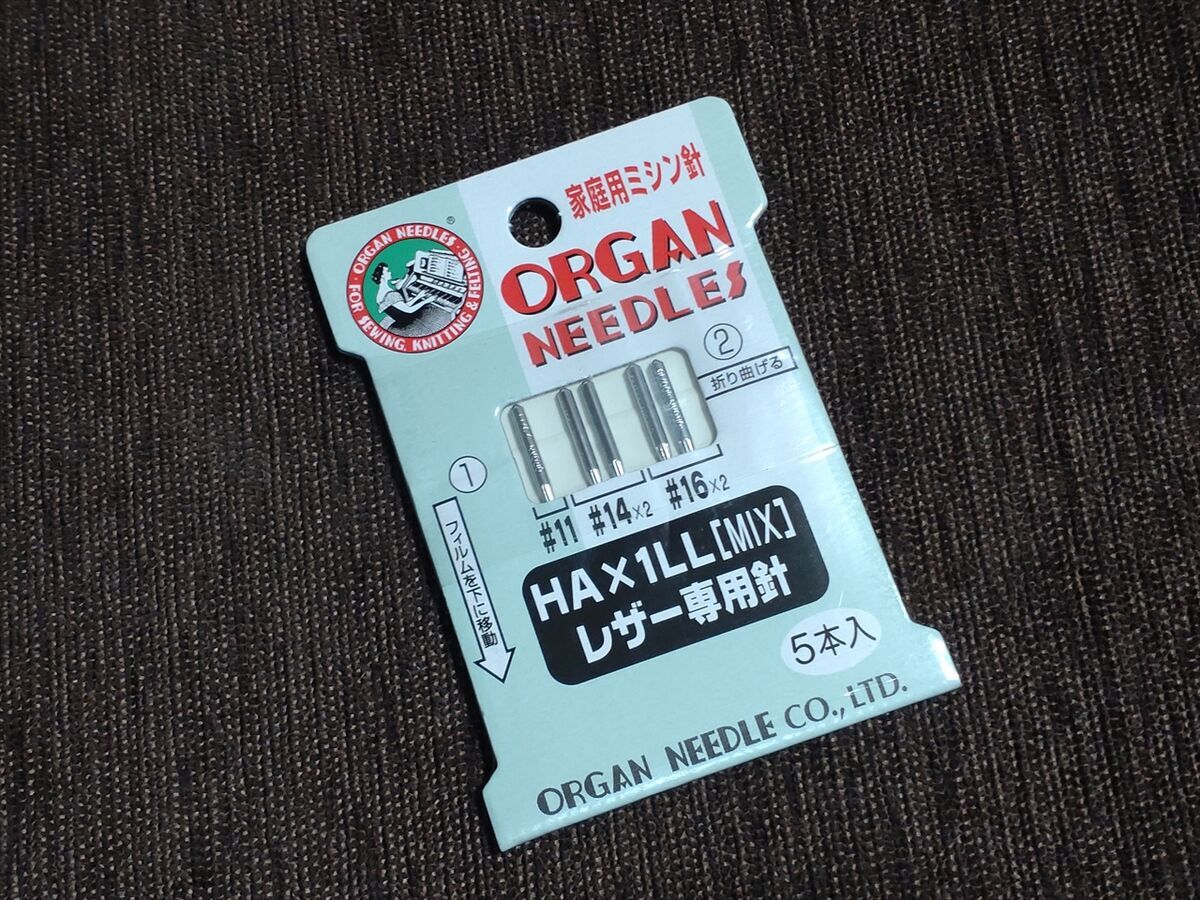 家庭用ミシン針
ORGAN
NEEDLES
®
ORGAN NEEDLES
FOR SEWING, KNITTING & FELTING
②
折り曲げる
①
フィルムを下に移動
#11 #14×2 #16×2
HA×1LL[MIX]
レザー専用針
5本入
ORGAN NEEDLE CO., LTD.